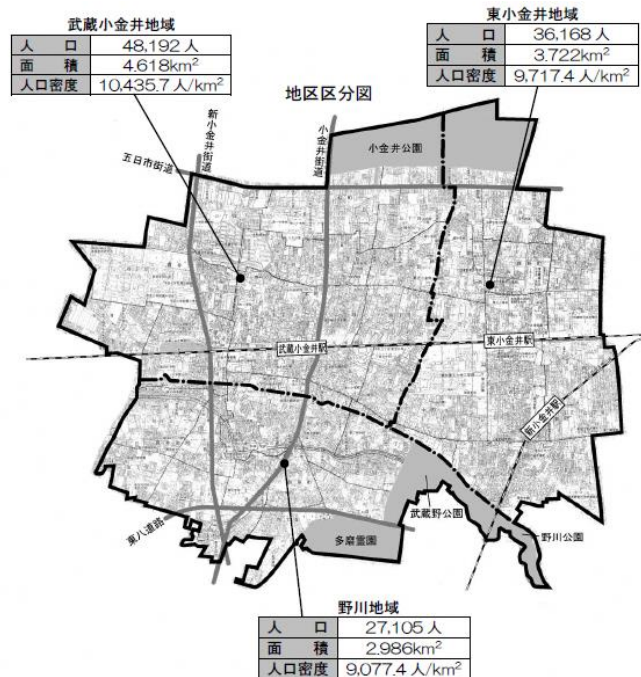 武蔵小金井地域
人口 48,192人
面積 4.618km²
人口密度 10,435.7人/km²
東小金井地域
人口 36,168人
面積 3.722km²
人口密度 9,717.4人/km²
地区区分図
新小金井街道
小金井街道
五日市街道
小金井公園
武蔵小金井駅
東小金井駅
新小金井駅
武蔵野公園
野川公園
東八道路
多磨霊園
野川地域
人口 27,105人
面積 2.986km²
人口密度 9,077.4人/km²